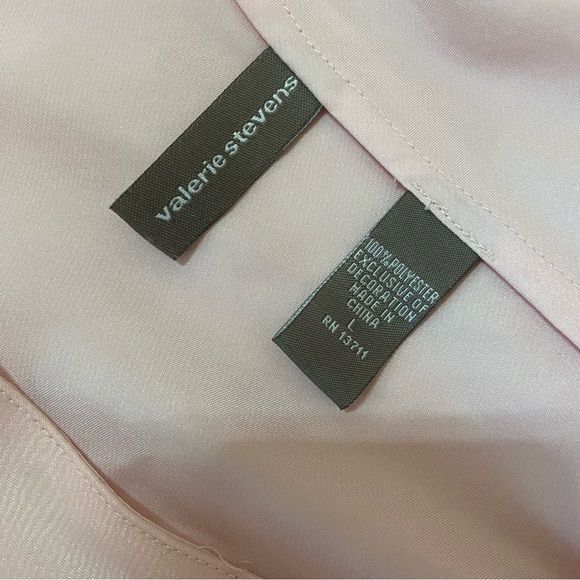 valerie stevens
100% POLYESTER
EXCLUSIVE OF
DECORATION
MADE IN
CHINA
L
RN 13711